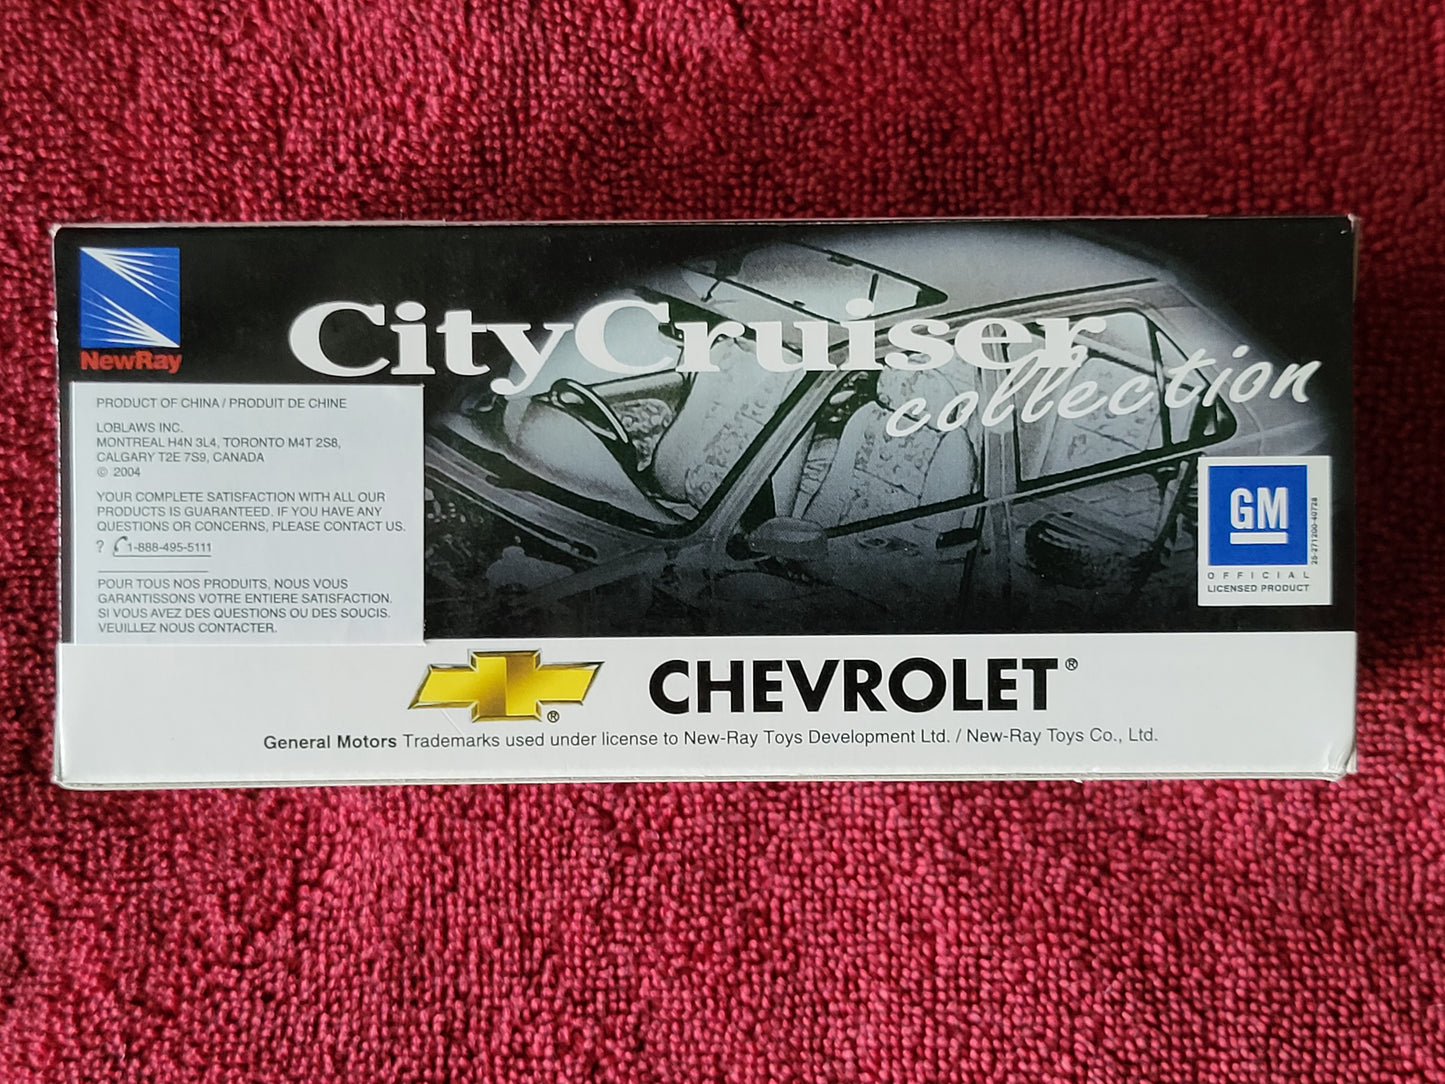 NewRay
CityCruiser
collection
PRODUCT OF CHINA / PRODUIT DE CHINE
LOBLAWS INC.
MONTREAL H4N 3L4, TORONTO M4T 2S8,
CALGARY T2E 7S9, CANADA
© 2004
YOUR COMPLETE SATISFACTION WITH ALL OUR
PRODUCTS IS GUARANTEED. IF YOU HAVE ANY
QUESTIONS OR CONCERNS, PLEASE CONTACT US.
? 1-888-495-5111
POUR TOUS NOS PRODUITS, NOUS VOUS
GARANTISSONS VOTRE ENTIERE SATISFACTION.
SI VOUS AVEZ DES QUESTIONS OU DES SOUCIS.
VEUILLEZ NOUS CONTACTER.
GM
OFFICIAL
LICENSED PRODUCT
25-271200-40728
®
CHEVROLET®
General Motors Trademarks used under license to New-Ray Toys Development Ltd. / New-Ray Toys Co., Ltd.